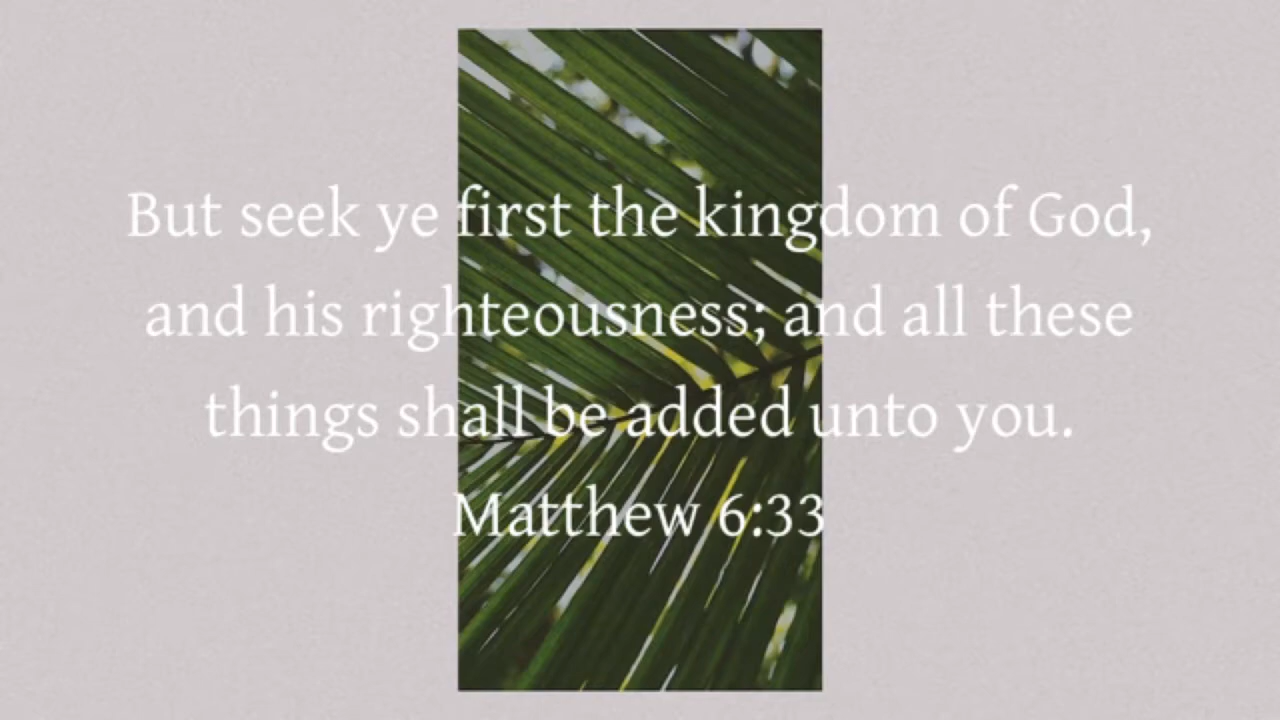 But seek ye first the kingdom of God,
and his righteousness; and all these
things shall be added unto you.
Matthew 6:33